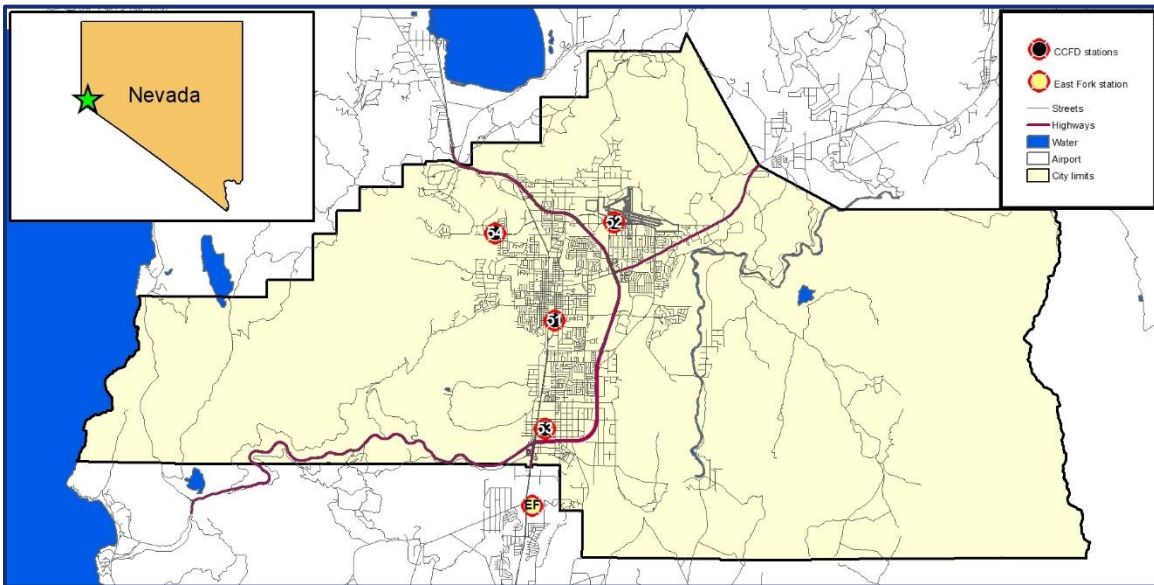 Nevada
CCFD stations
East Fork station
Streets
Highways
Water
Airport
City limits
52
54
51
53
EF